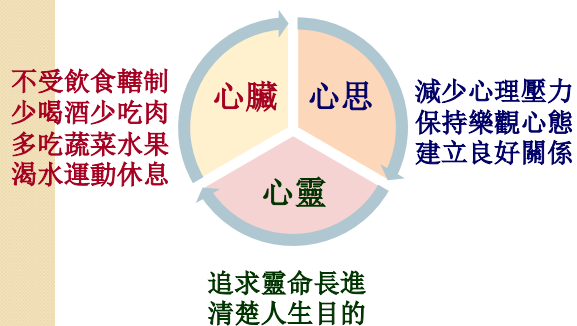 心臟
心思
心靈
不受飲食轄制
少喝酒少吃肉
多吃蔬菜水果
渴水運動休息
減少心理壓力
保持樂觀心態
建立良好關係
追求靈命長進
清楚人生目的